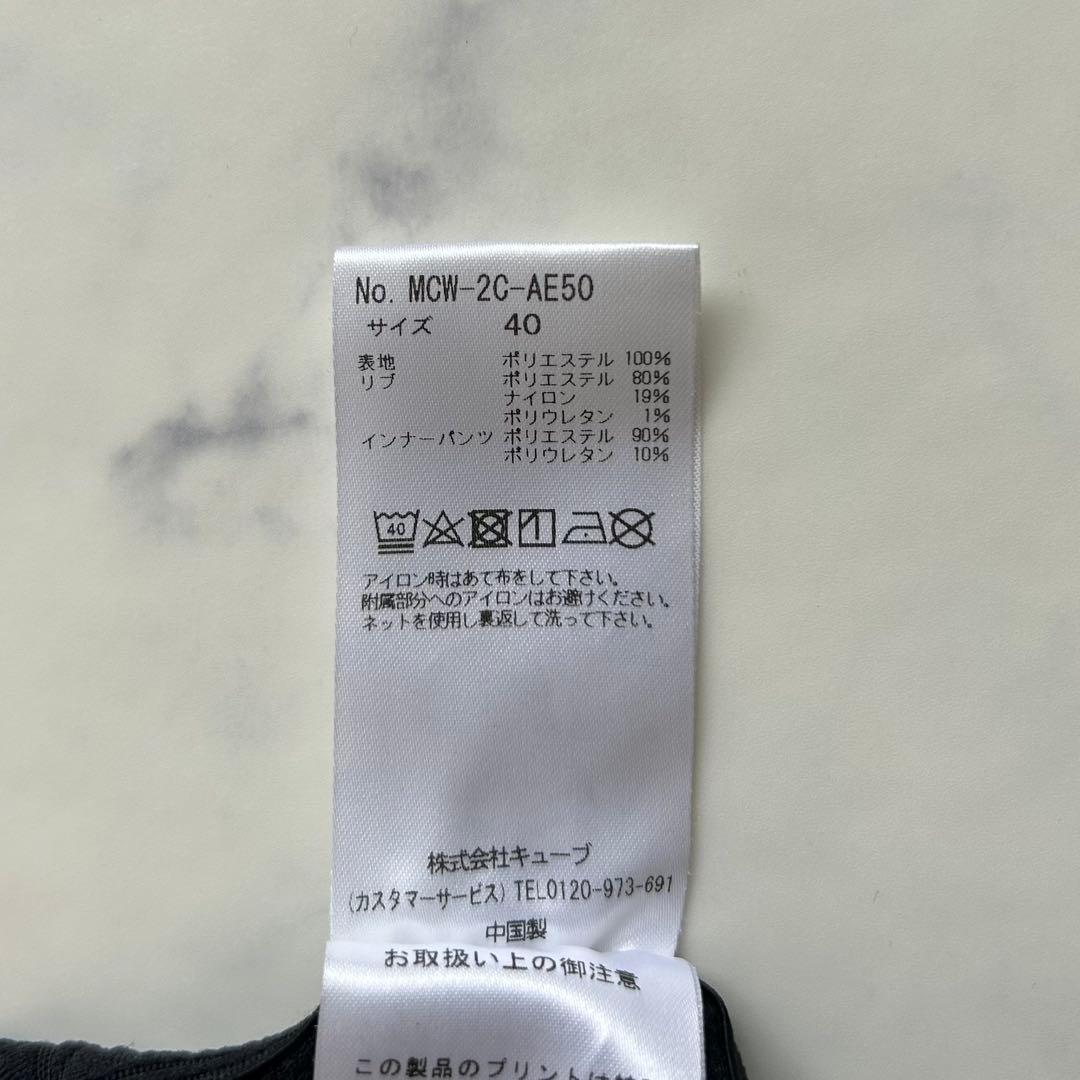 No. MCW-2C-AE50
サイズ 40
表地 ポリエステル 100%
リブ ポリエステル 80%
ナイロン 19%
ポリウレタン 1%
インナーパンツ ポリエステル 90%
ポリウレタン 10%
40
アイロン時はあて布をして下さい。
附属部分へのアイロンはお避けください。
ネットを使用し裏返して洗って下さい。
株式会社キューブ
(カスタマーサービス) TEL0120-973-691
中国製
お取扱い上の御注意
この製品のプリントは